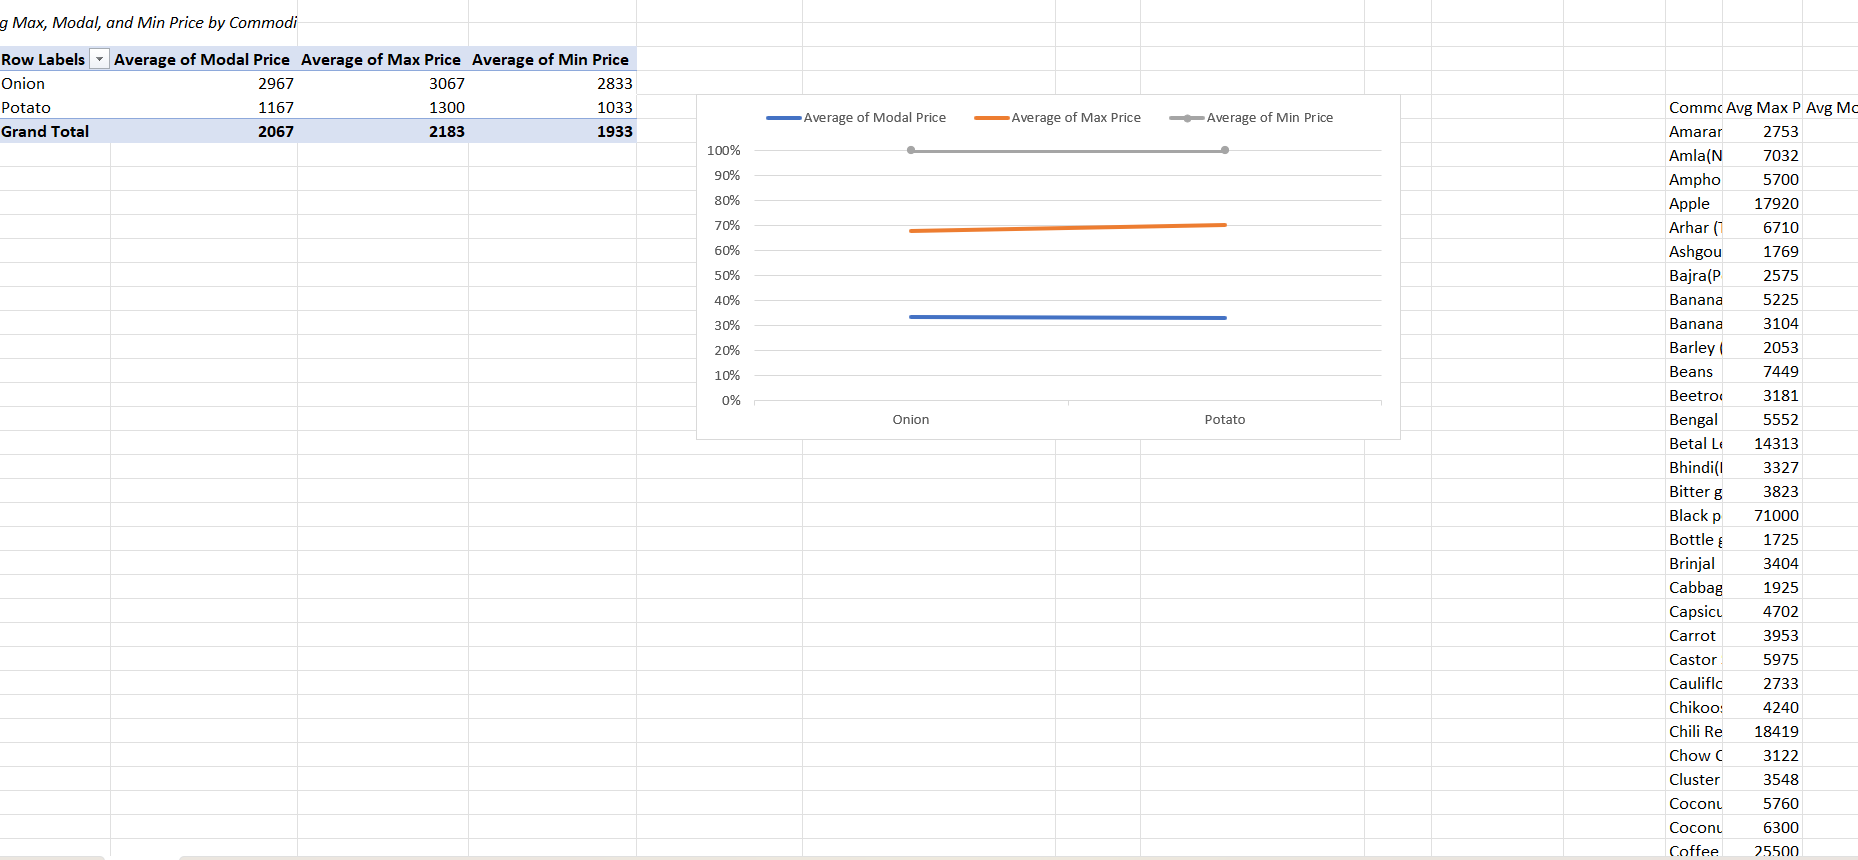 g Max, Modal, and Min Price by Commodi
Row Labels Average of Modal Price Average of Max Price Average of Min Price
Onion 2967 3067 2833
Potato 1167 1300 1033
Grand Total 2067 2183 1933
Average of Modal Price Average of Max Price Average of Min Price
100%
90%
80%
70%
60%
50%
40%
30%
20%
10%
0%
Onion Potato
Commo Avg Max P Avg Mo
Amarar 2753
Amla(N 7032
Ampho 5700
Apple 17920
Arhar (T 6710
Ashgou 1769
Bajra(P 2575
Banana 5225
Banana 3104
Barley ( 2053
Beans 7449
Beetroo 3181
Bengal 5552
Betal Le 14313
Bhindi(l 3327
Bitter g 3823
Black p 71000
Bottle g 1725
Brinjal 3404
Cabbag 1925
Capsicu 4702
Carrot 3953
Castor 5975
Cauliflo 2733
Chikoos 4240
Chili Re 18419
Chow C 3122
Cluster 3548
Coconu 5760
Coconu 6300
Coffee 25500